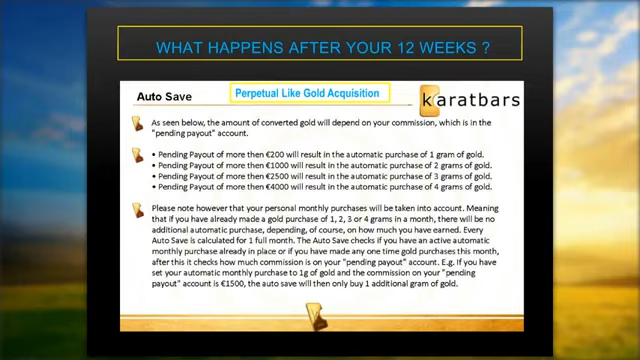 WHAT HAPPENS AFTER YOUR 12 WEEKS ?
Auto Save
Perpetual Like Gold Acquisition
karatbars
As seen below, the amount of converted gold will depend on your commission, which is in the
"pending payout" account.
• Pending Payout of more then €200 will result in the automatic purchase of 1 gram of gold.
• Pending Payout of more then €1000 will result in the automatic purchase of 2 grams of gold.
• Pending Payout of more then €2500 will result in the automatic purchase of 3 grams of gold.
• Pending Payout of more then €4000 will result in the automatic purchase of 4 grams of gold.
Please note however that your personal monthly purchases will be taken into account. Meaning
that if you have already made a gold purchase of 1, 2, 3 or 4 grams in a month, there will be no
additional automatic purchase, depending, of course, on how much you have earned. Every
Auto Save is calculated for 1 full month. The Auto Save checks if you have an active automatic
monthly purchase already in place or if you have made any one time gold purchases this month,
after this it checks how much commission is on your "pending payout" account. E.g. If you have
set your automatic monthly purchase to 1g of gold and the commission on your "pending
payout" account is €1500, the auto save will then only buy 1 additional gram of gold.